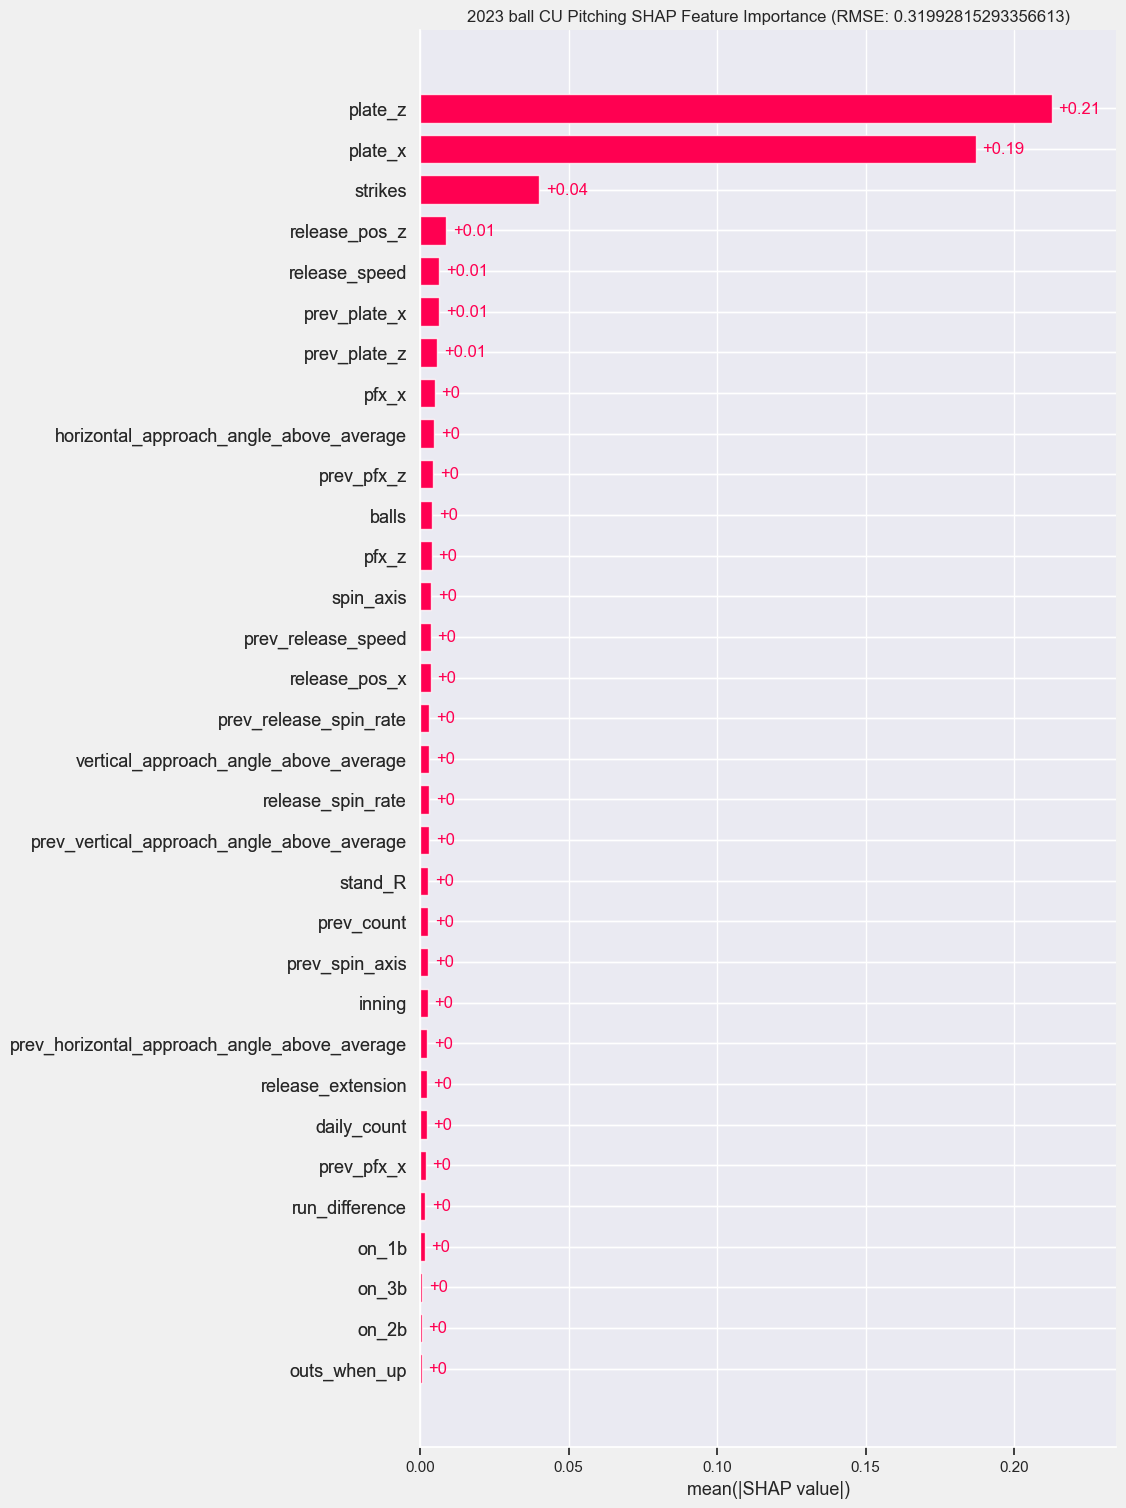 2023 ball CU Pitching SHAP Feature Importance (RMSE: 0.31992815293356613)
plate_z +0.21
plate_x +0.19
strikes +0.04
release_pos_z +0.01
release_speed +0.01
prev_plate_x +0.01
prev_plate_z +0.01
pfx_x +0
horizontal_approach_angle_above_average +0
prev_pfx_z +0
balls +0
pfx_z +0
spin_axis +0
prev_release_speed +0
release_pos_x +0
prev_release_spin_rate +0
vertical_approach_angle_above_average +0
release_spin_rate +0
prev_vertical_approach_angle_above_average +0
stand_R +0
prev_count +0
prev_spin_axis +0
inning +0
prev_horizontal_approach_angle_above_average +0
release_extension +0
daily_count +0
prev_pfx_x +0
run_difference +0
on_1b +0
on_3b +0
on_2b +0
outs_when_up +0
0.00 0.05 0.10 0.15 0.20
mean(|SHAP value|)